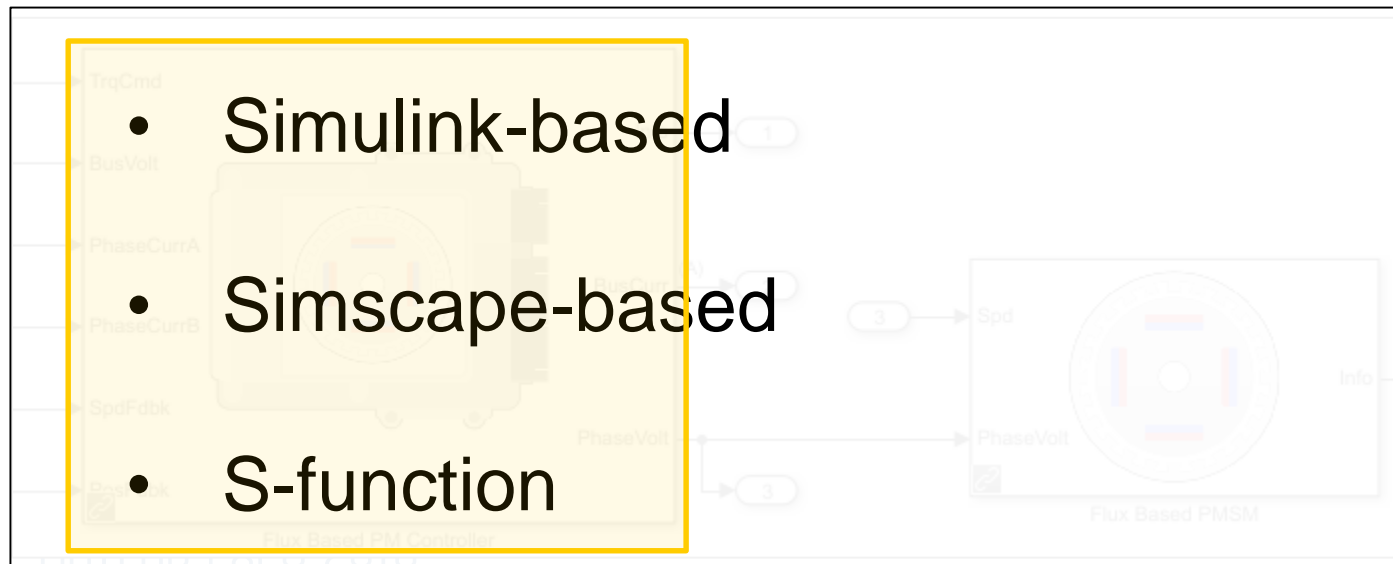 TrqCmd
• Simulink-based
1
BusVolt
PhaseCurrA
• Simscape-based
BusCurr
3
Spd
PhaseCurrB
Info
SpdFdbk
PhaseVolt
PhaseVolt
• S-function
3
Flux Based PMSM
Flux Based PM Controller